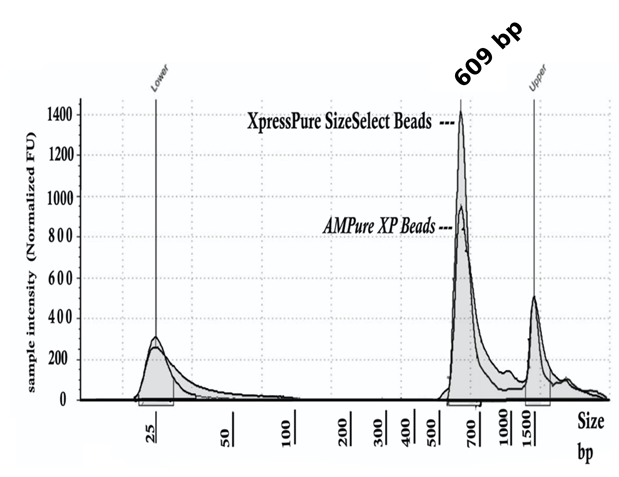 Lower
609 bp
Upper
sample intensity (Normalized FU)
1400
1200
1000
800
600
400
200
0
XpressPure SizeSelect Beads ---
AMPure XP Beads ---
25
50
100
200
300
400
500
700
1000
1500
Size
bp